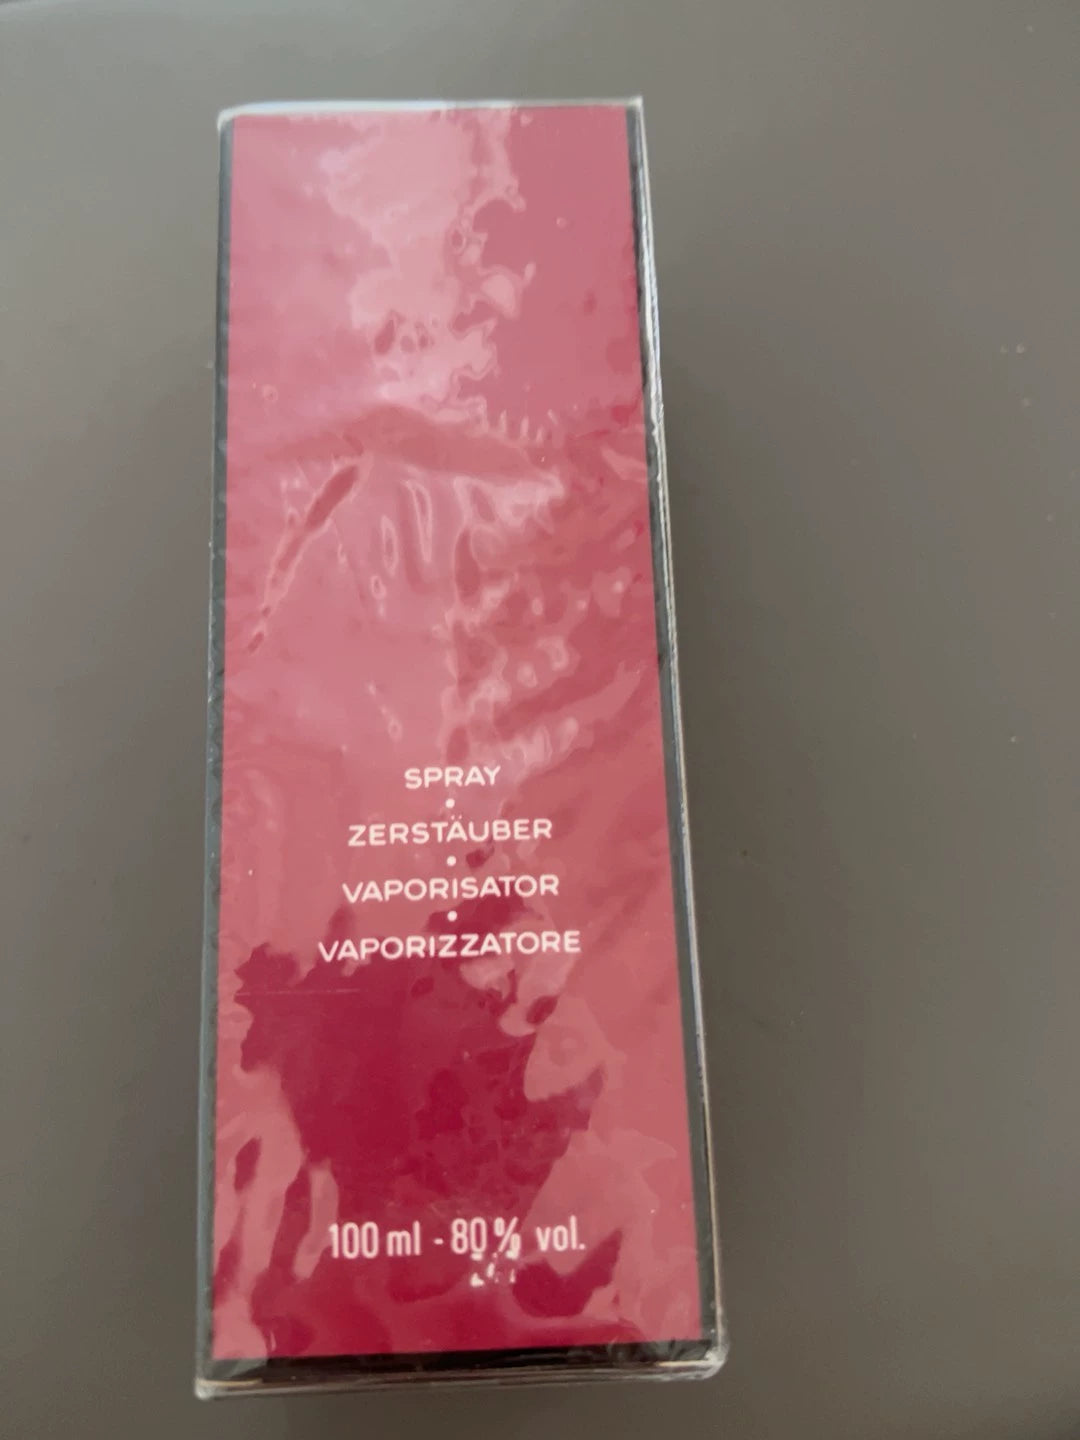 SPRAY
•
ZERSTÄUBER
•
VAPORISATOR
•
VAPORIZZATORE
100 ml - 80% vol.